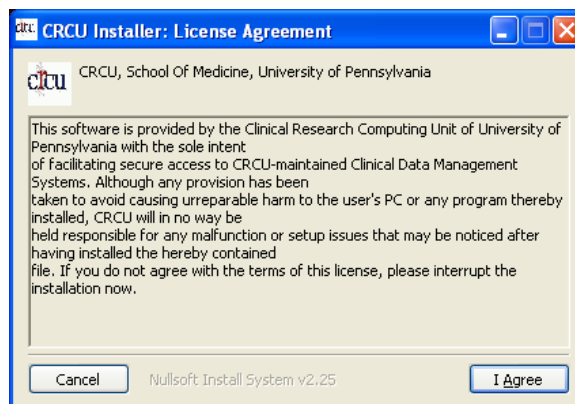 CRCU Installer: License Agreement
crcu
CRCU, School Of Medicine, University of Pennsylvania
This software is provided by the Clinical Research Computing Unit of University of
Pennsylvania with the sole intent
of facilitating secure access to CRCU-maintained Clinical Data Management
Systems. Although any provision has been
taken to avoid causing urreparable harm to the user's PC or any program thereby
installed, CRCU will in no way be
held responsible for any malfunction or setup issues that may be noticed after
having installed the hereby contained
file. If you do not agree with the terms of this license, please interrupt the
installation now.
Cancel
Nullsoft Install System v2.25
I Agree